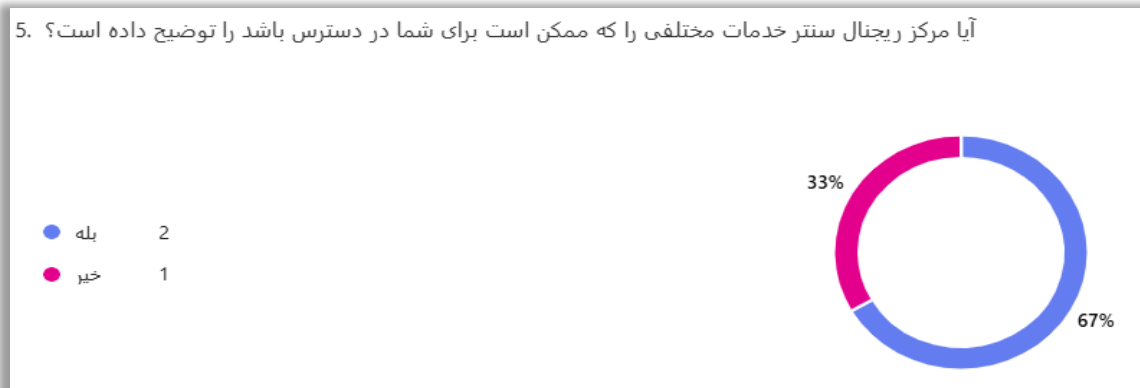 5. آیا مرکز ریجنال سنتر خدمات مختلفی را که ممکن است برای شما در دسترس باشد را توضیح داده است؟
بله 2
خیر 1
33%
67%